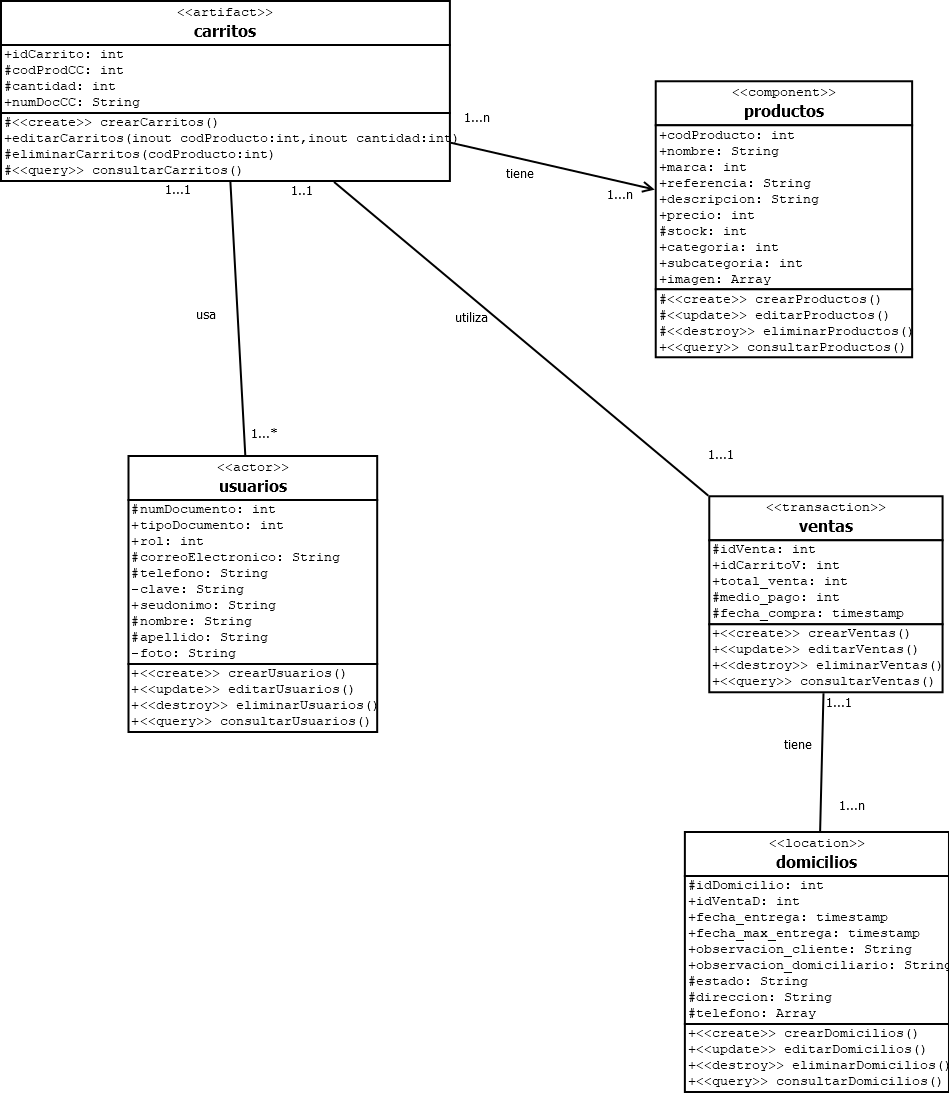 <<artifact>>
carritos
+idCarrito: int
#codProdCC: int
#cantidad: int
+numDocCC: String
#<<create>> crearCarritos()
+editarCarritos(inout codProducto:int,inout cantidad:int)
#eliminarCarritos(codProducto:int)
#<<query>> consultarCarritos()
1...n
tiene
1...n
<<component>>
productos
+codProducto: int
+nombre: String
+marca: int
+referencia: String
+descripcion: String
+precio: int
#stock: int
+categoria: int
+subcategoria: int
+imagen: Array
#<<create>> crearProductos()
#<<update>> editarProductos()
#<<destroy>> eliminarProductos()
+<<query>> consultarProductos()
1...1
1..1
usa
utiliza
1...*
1...1
<<actor>>
usuarios
#numDocumento: int
+tipoDocumento: int
+rol: int
#correoElectronico: String
#telefono: String
-clave: String
+seudonimo: String
#nombre: String
#apellido: String
-foto: String
+<<create>> crearUsuarios()
+<<update>> editarUsuarios()
+<<destroy>> eliminarUsuarios()
+<<query>> consultarUsuarios()
<<transaction>>
ventas
#idVenta: int
+idCarritoV: int
+total_venta: int
#medio_pago: int
#fecha_compra: timestamp
+<<create>> crearVentas()
+<<update>> editarVentas()
+<<destroy>> eliminarVentas()
+<<query>> consultarVentas()
1...1
tiene
1...n
<<location>>
domicilios
#idDomicilio: int
+idVentaD: int
+fecha_entrega: timestamp
+fecha_max_entrega: timestamp
+observacion_cliente: String
+observacion_domiciliario: String
#estado: String
#direccion: String
#telefono: Array
+<<create>> crearDomicilios()
+<<update>> editarDomicilios()
+<<destroy>> eliminarDomicilios()
+<<query>> consultarDomicilios()